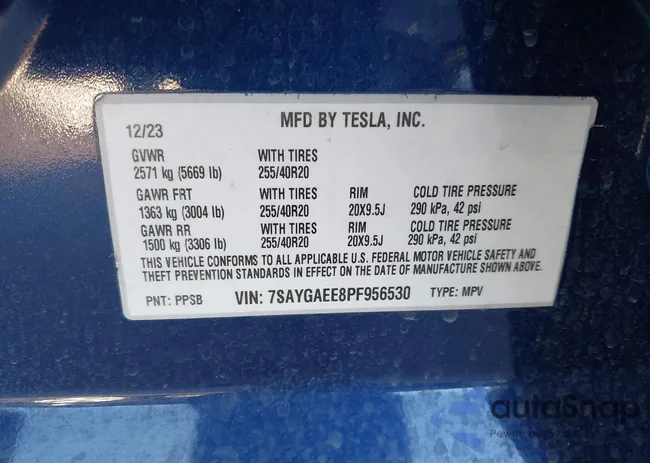 12/23 MFD BY TESLA, INC.
GVWR WITH TIRES
2571 kg (5669 lb) 255/40R20
GAWR FRT WITH TIRES RIM COLD TIRE PRESSURE
1363 kg (3004 lb) 255/40R20 20X9.5J 290 kPa, 42 psi
GAWR RR WITH TIRES RIM COLD TIRE PRESSURE
1500 kg (3306 lb) 255/40R20 20X9.5J 290 kPa, 42 psi
THIS VEHICLE CONFORMS TO ALL APPLICABLE U.S. FEDERAL MOTOR VEHICLE SAFETY AND
THEFT PREVENTION STANDARDS IN EFFECT ON THE DATE OF MANUFACTURE SHOWN ABOVE.
PNT: PPSB VIN: 7SAYGAEE8PF956530 TYPE: MPV
autosnap